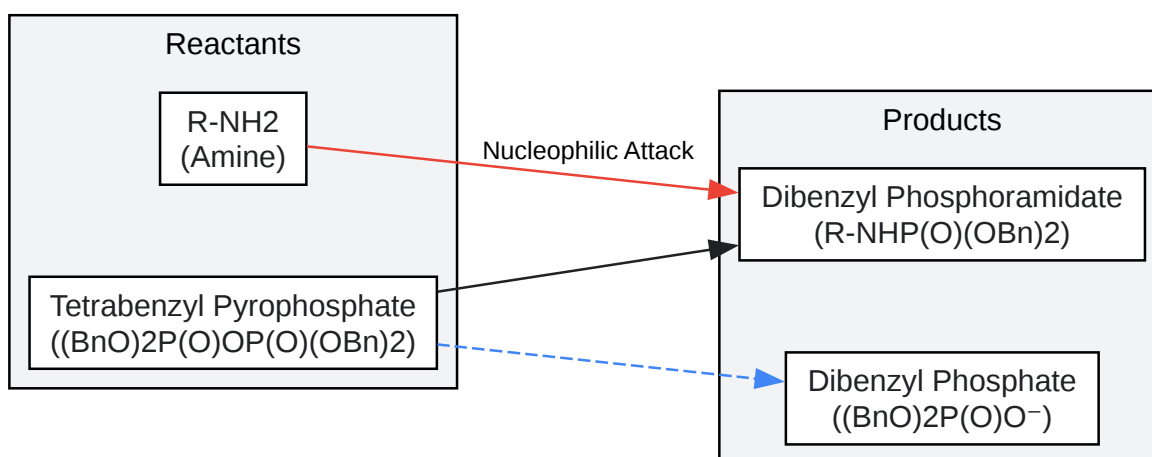 Reactants
R-NH2
(Amine)
Tetrabenzyl Pyrophosphate
((BnO)2P(O)OP(O)(OBn)2)
Nucleophilic Attack
Products
Dibenzyl Phosphoramidate
(R-NHP(O)(OBn)2)
Dibenzyl Phosphate
((BnO)2P(O)O⁻)